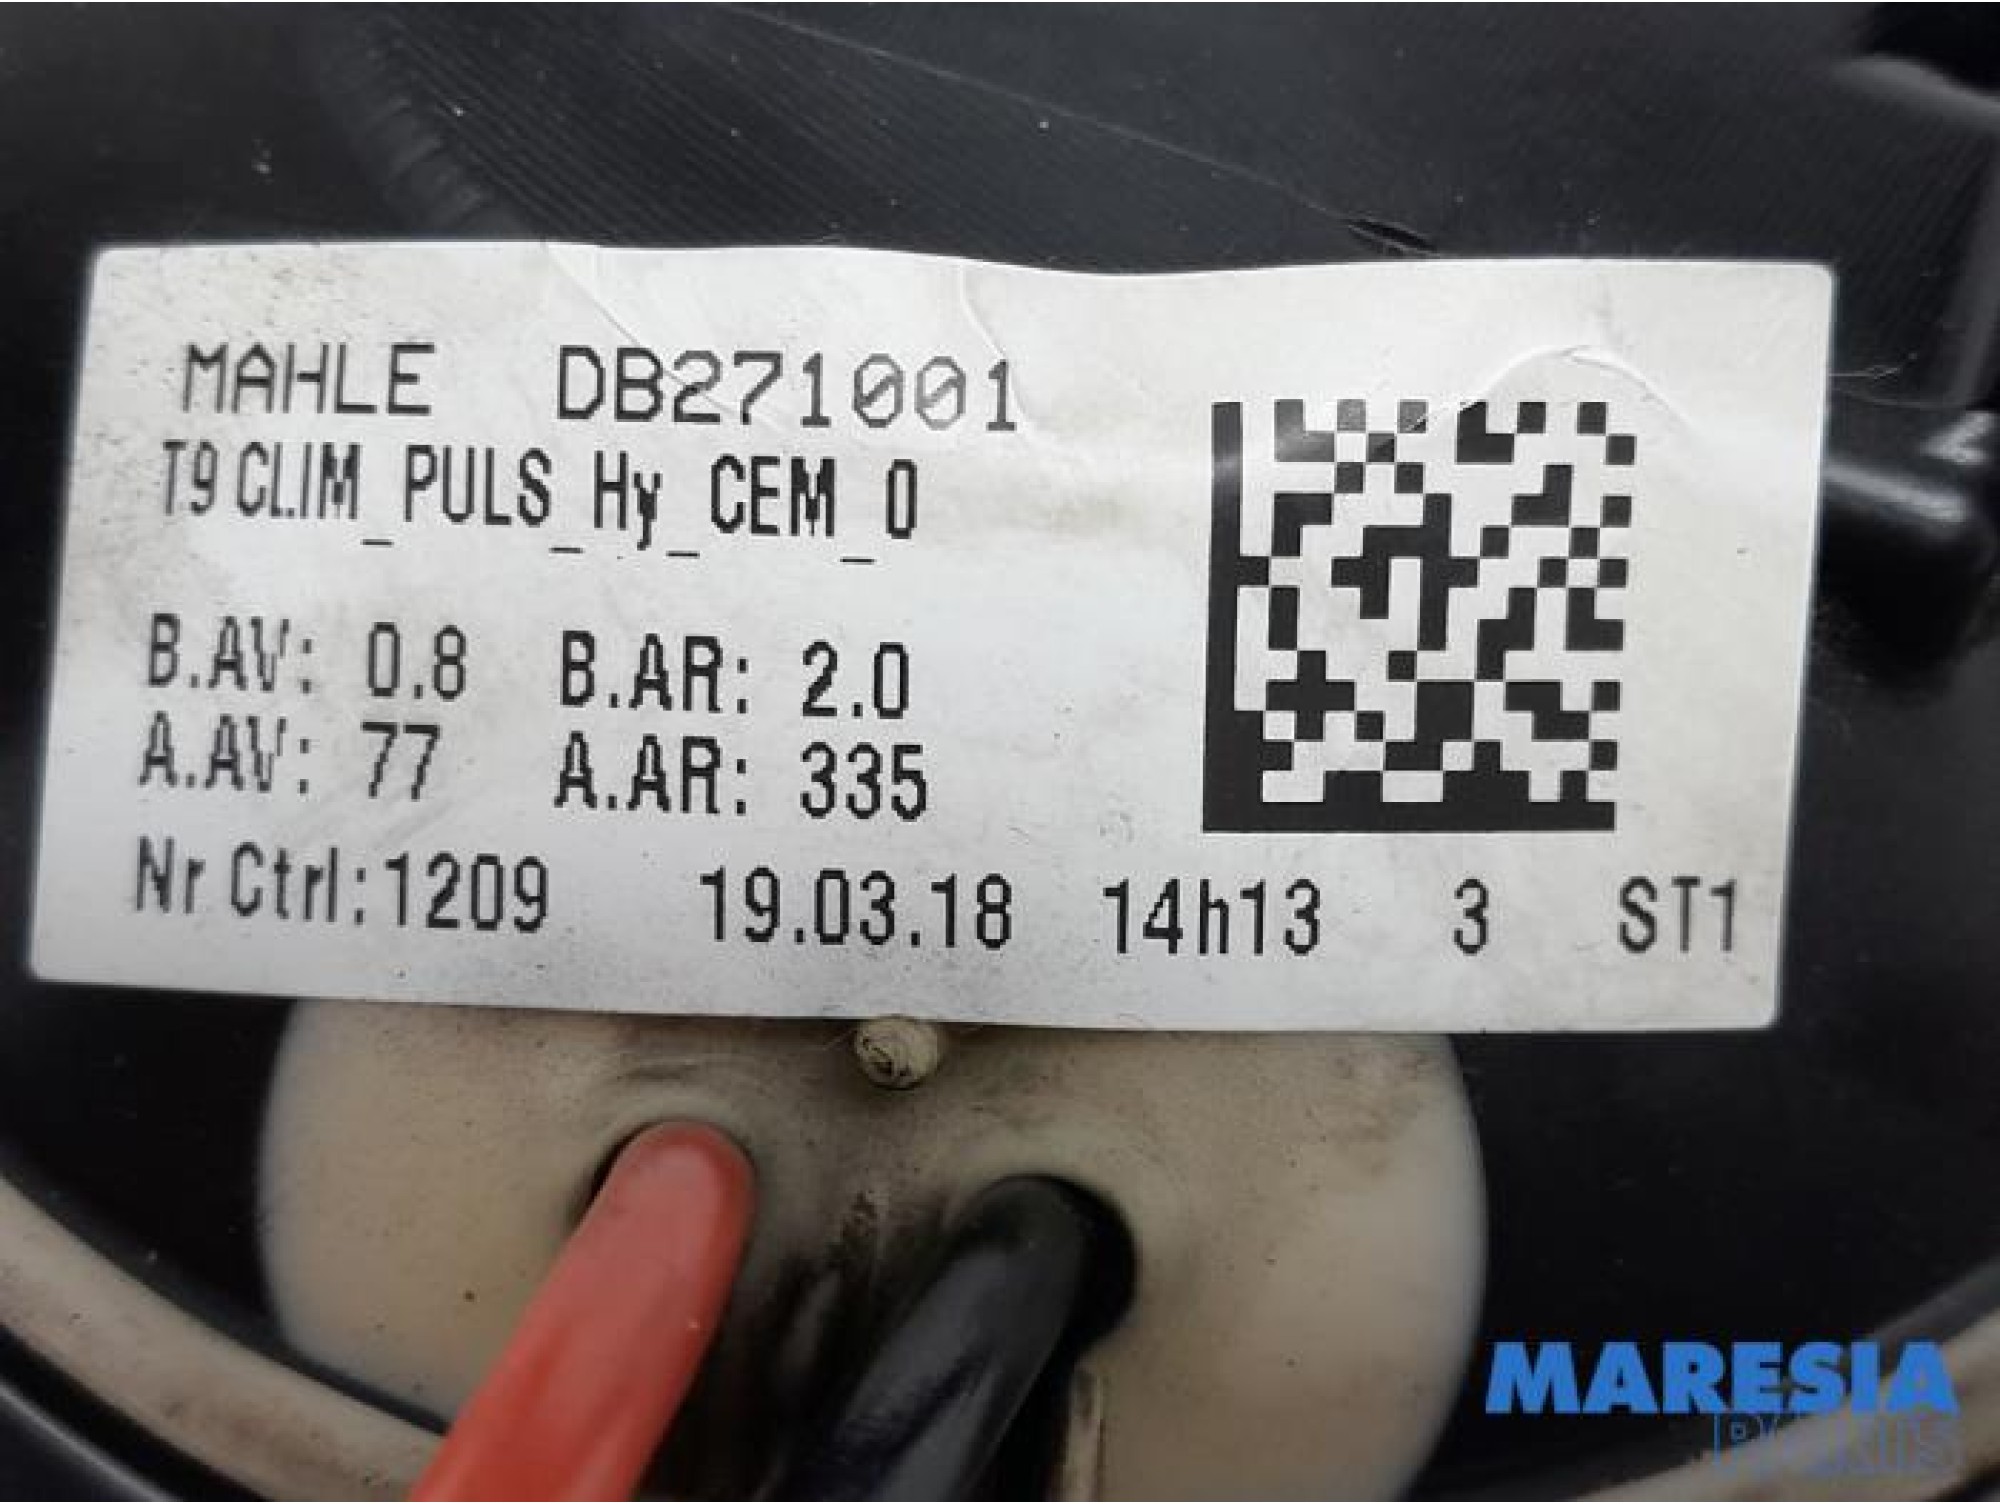 MAHLE DB271001
T9 CLIM_PULS_Hy_CEM_0
B.AV: 0.8 B.AR: 2.0
A.AV: 77 A.AR: 335
Nr Ctrl:1209 19.03.18 14h13 3 ST1
MARESIA
PARTS